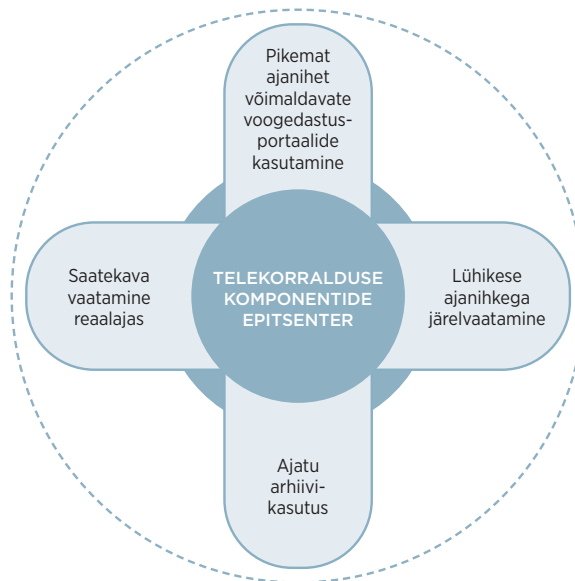 Pikemat
ajanihet
võimaldavate
voogedastus-
portaalide
kasutamine
Saatekava
vaatamine
reaalajas
TELEKORRALDUSE
KOMPONENTIDE
EPITSENTER
Lühikese
ajanihkega
järelvaatamine
Ajatu
arhiivi-
kasutus